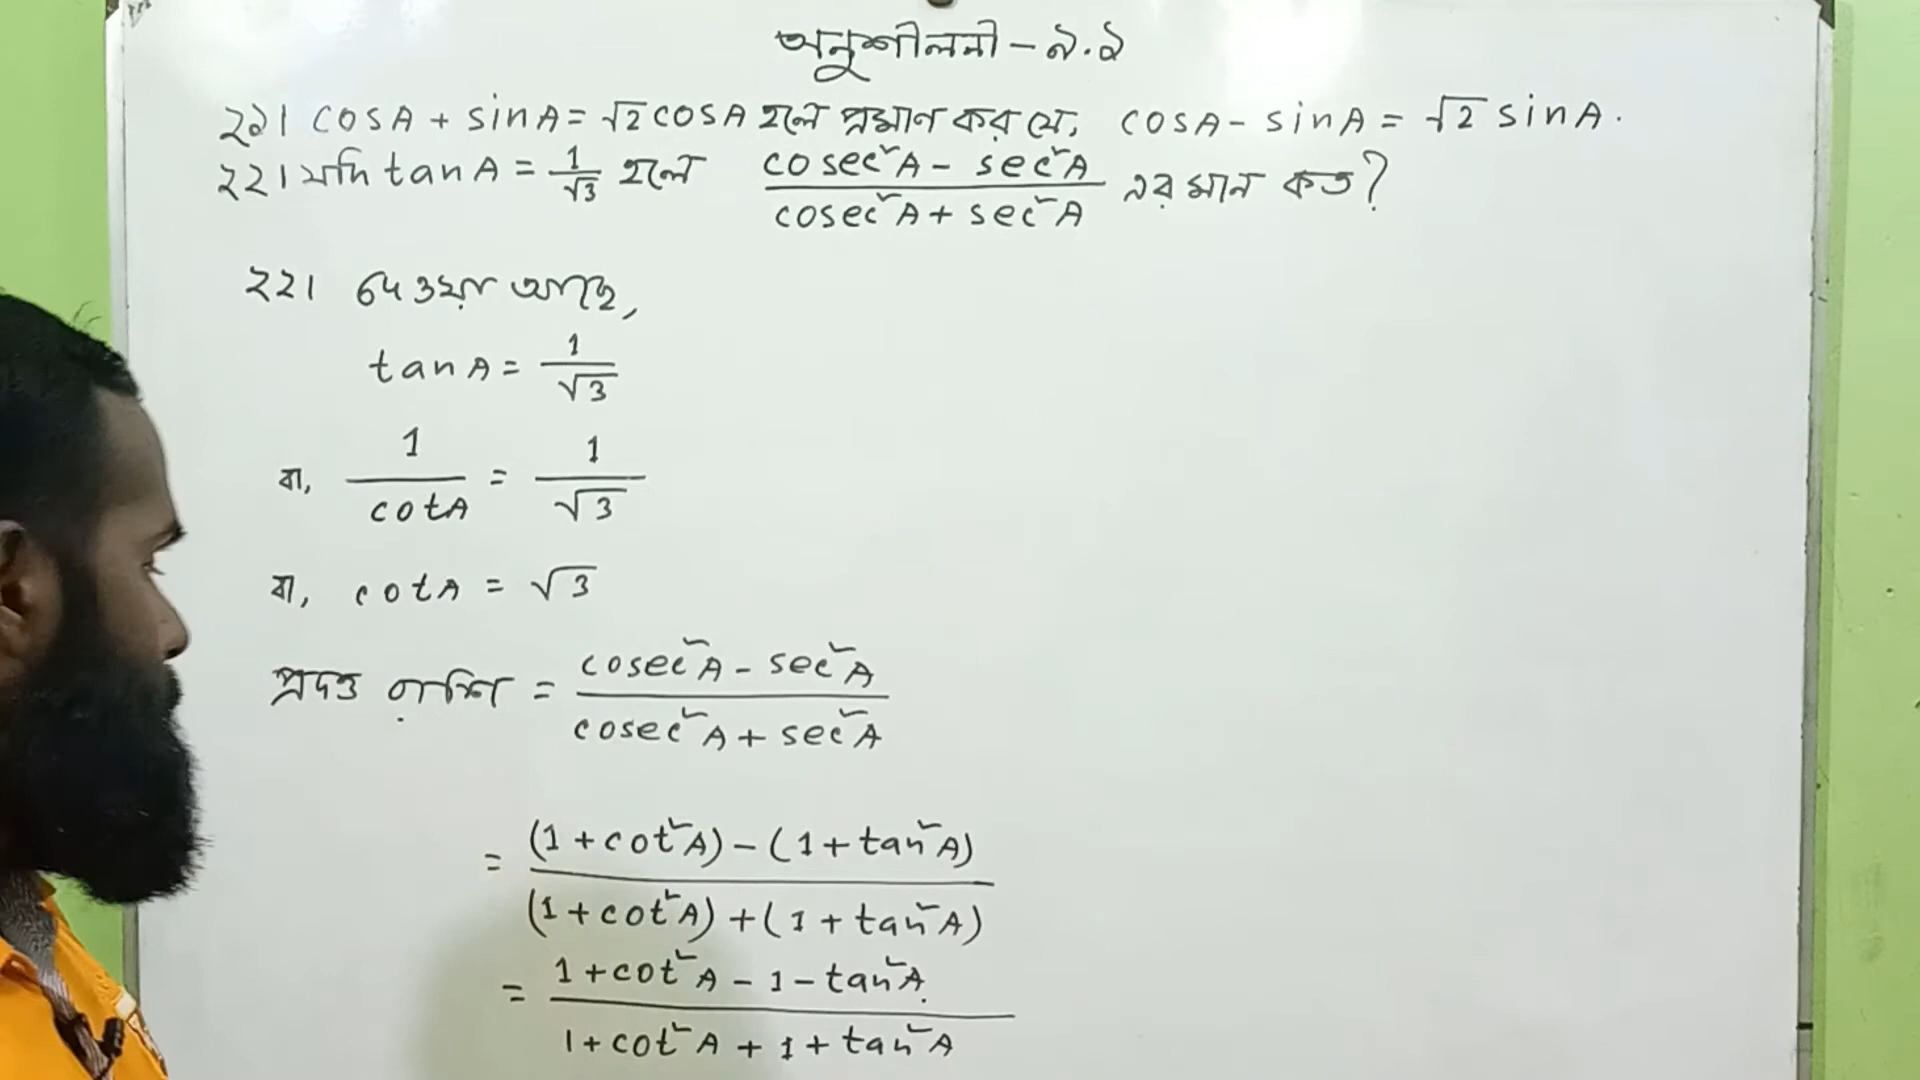 অনুশীলনী - ৯.১
২১। cosA + sinA = √2 cosA হলে প্রমাণ কর যে, cosA - sinA = √2 sinA.
২২। যদি tanA = 1/√3 হলে (cosec²A - sec²A)/(cosec²A + sec²A) এর মান কত?
২২। দেওয়া আছে,
tanA = 1/√3
বা, 1/cotA = 1/√3
বা, cotA = √3
প্রদত্ত রাশি = (cosec²A - sec²A)/(cosec²A + sec²A)
= ((1 + cot²A) - (1 + tan²A))/((1 + cot²A) + (1 + tan²A))
= (1 + cot²A - 1 - tan²A)/(1 + cot²A + 1 + tan²A)